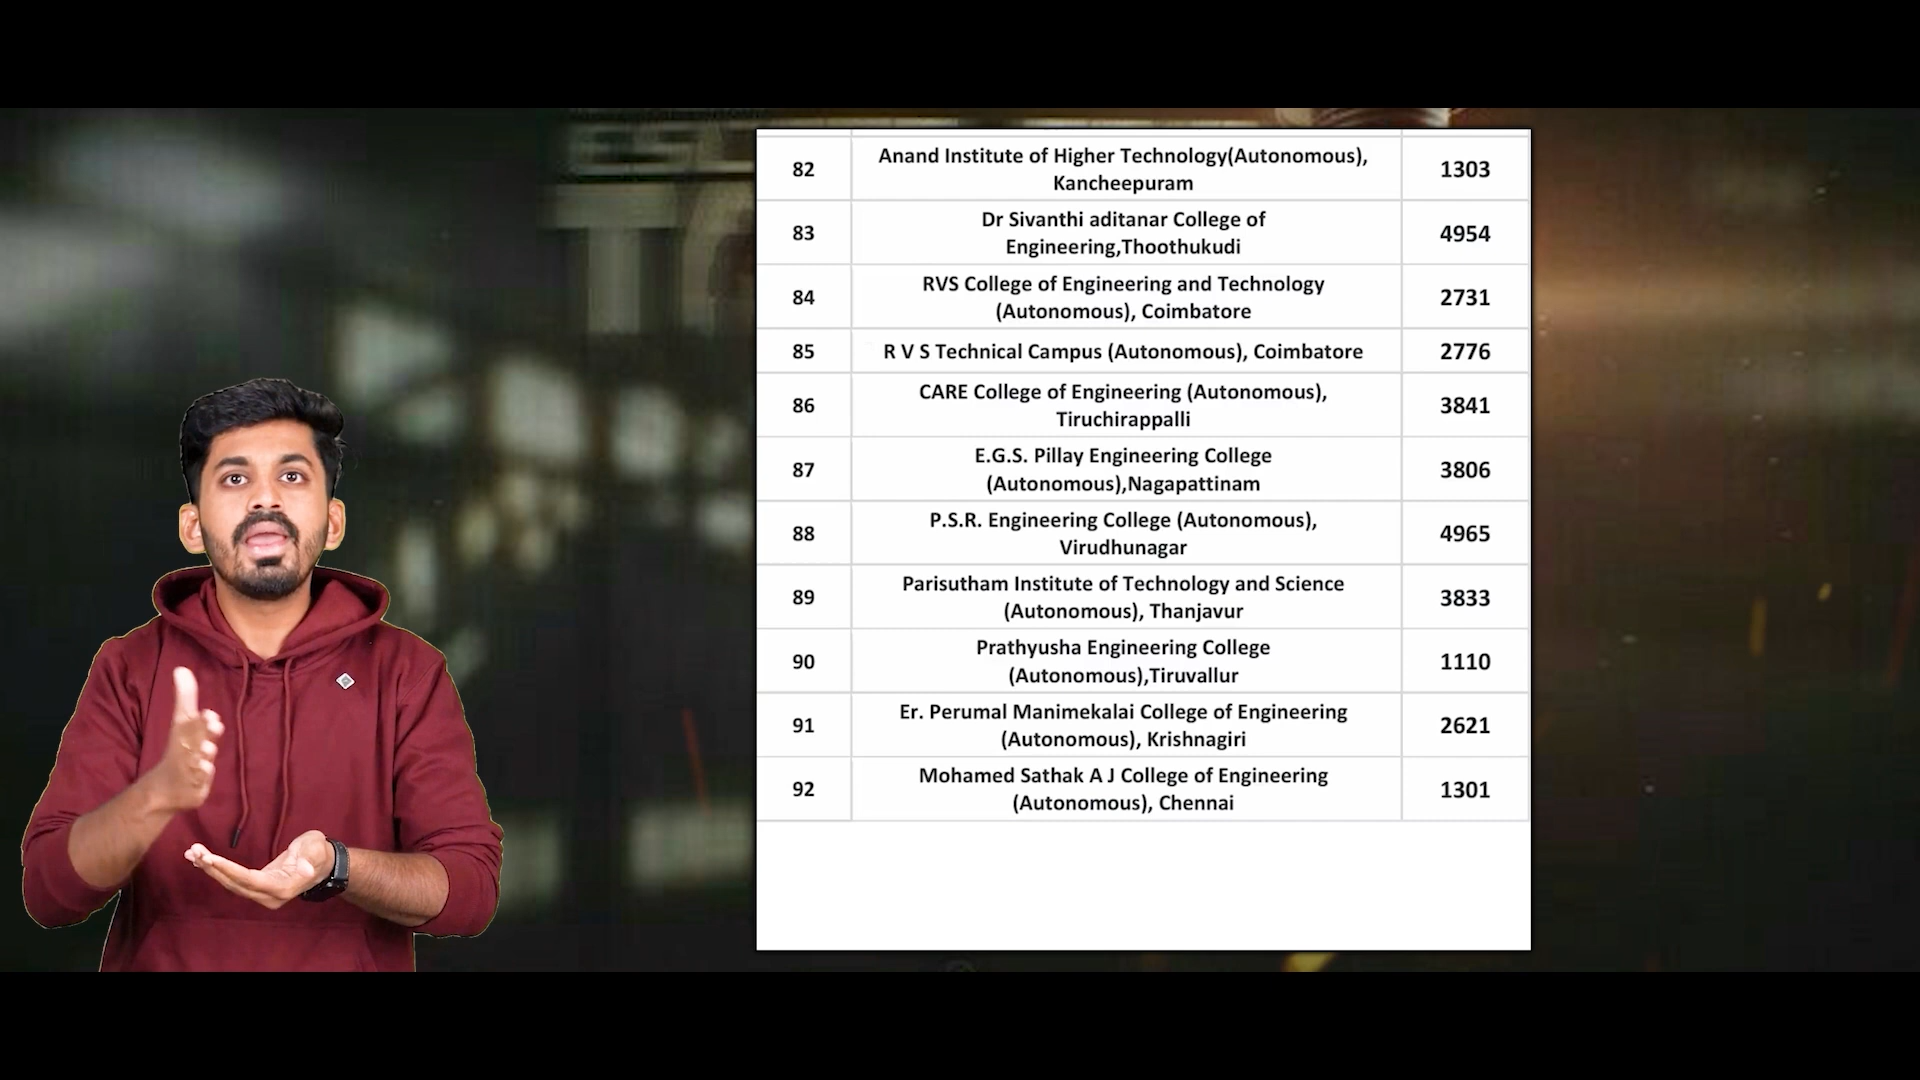 82
Anand Institute of Higher Technology(Autonomous),
Kancheepuram
1303
83
Dr Sivanthi aditanar College of
Engineering,Thoothukudi
4954
84
RVS College of Engineering and Technology
(Autonomous), Coimbatore
2731
85
R V S Technical Campus (Autonomous), Coimbatore
2776
86
CARE College of Engineering (Autonomous),
Tiruchirappalli
3841
87
E.G.S. Pillay Engineering College
(Autonomous),Nagapattinam
3806
88
P.S.R. Engineering College (Autonomous),
Virudhunagar
4965
89
Parisutham Institute of Technology and Science
(Autonomous), Thanjavur
3833
90
Prathyusha Engineering College
(Autonomous),Tiruvallur
1110
91
Er. Perumal Manimekalai College of Engineering
(Autonomous), Krishnagiri
2621
92
Mohamed Sathak A J College of Engineering
(Autonomous), Chennai
1301